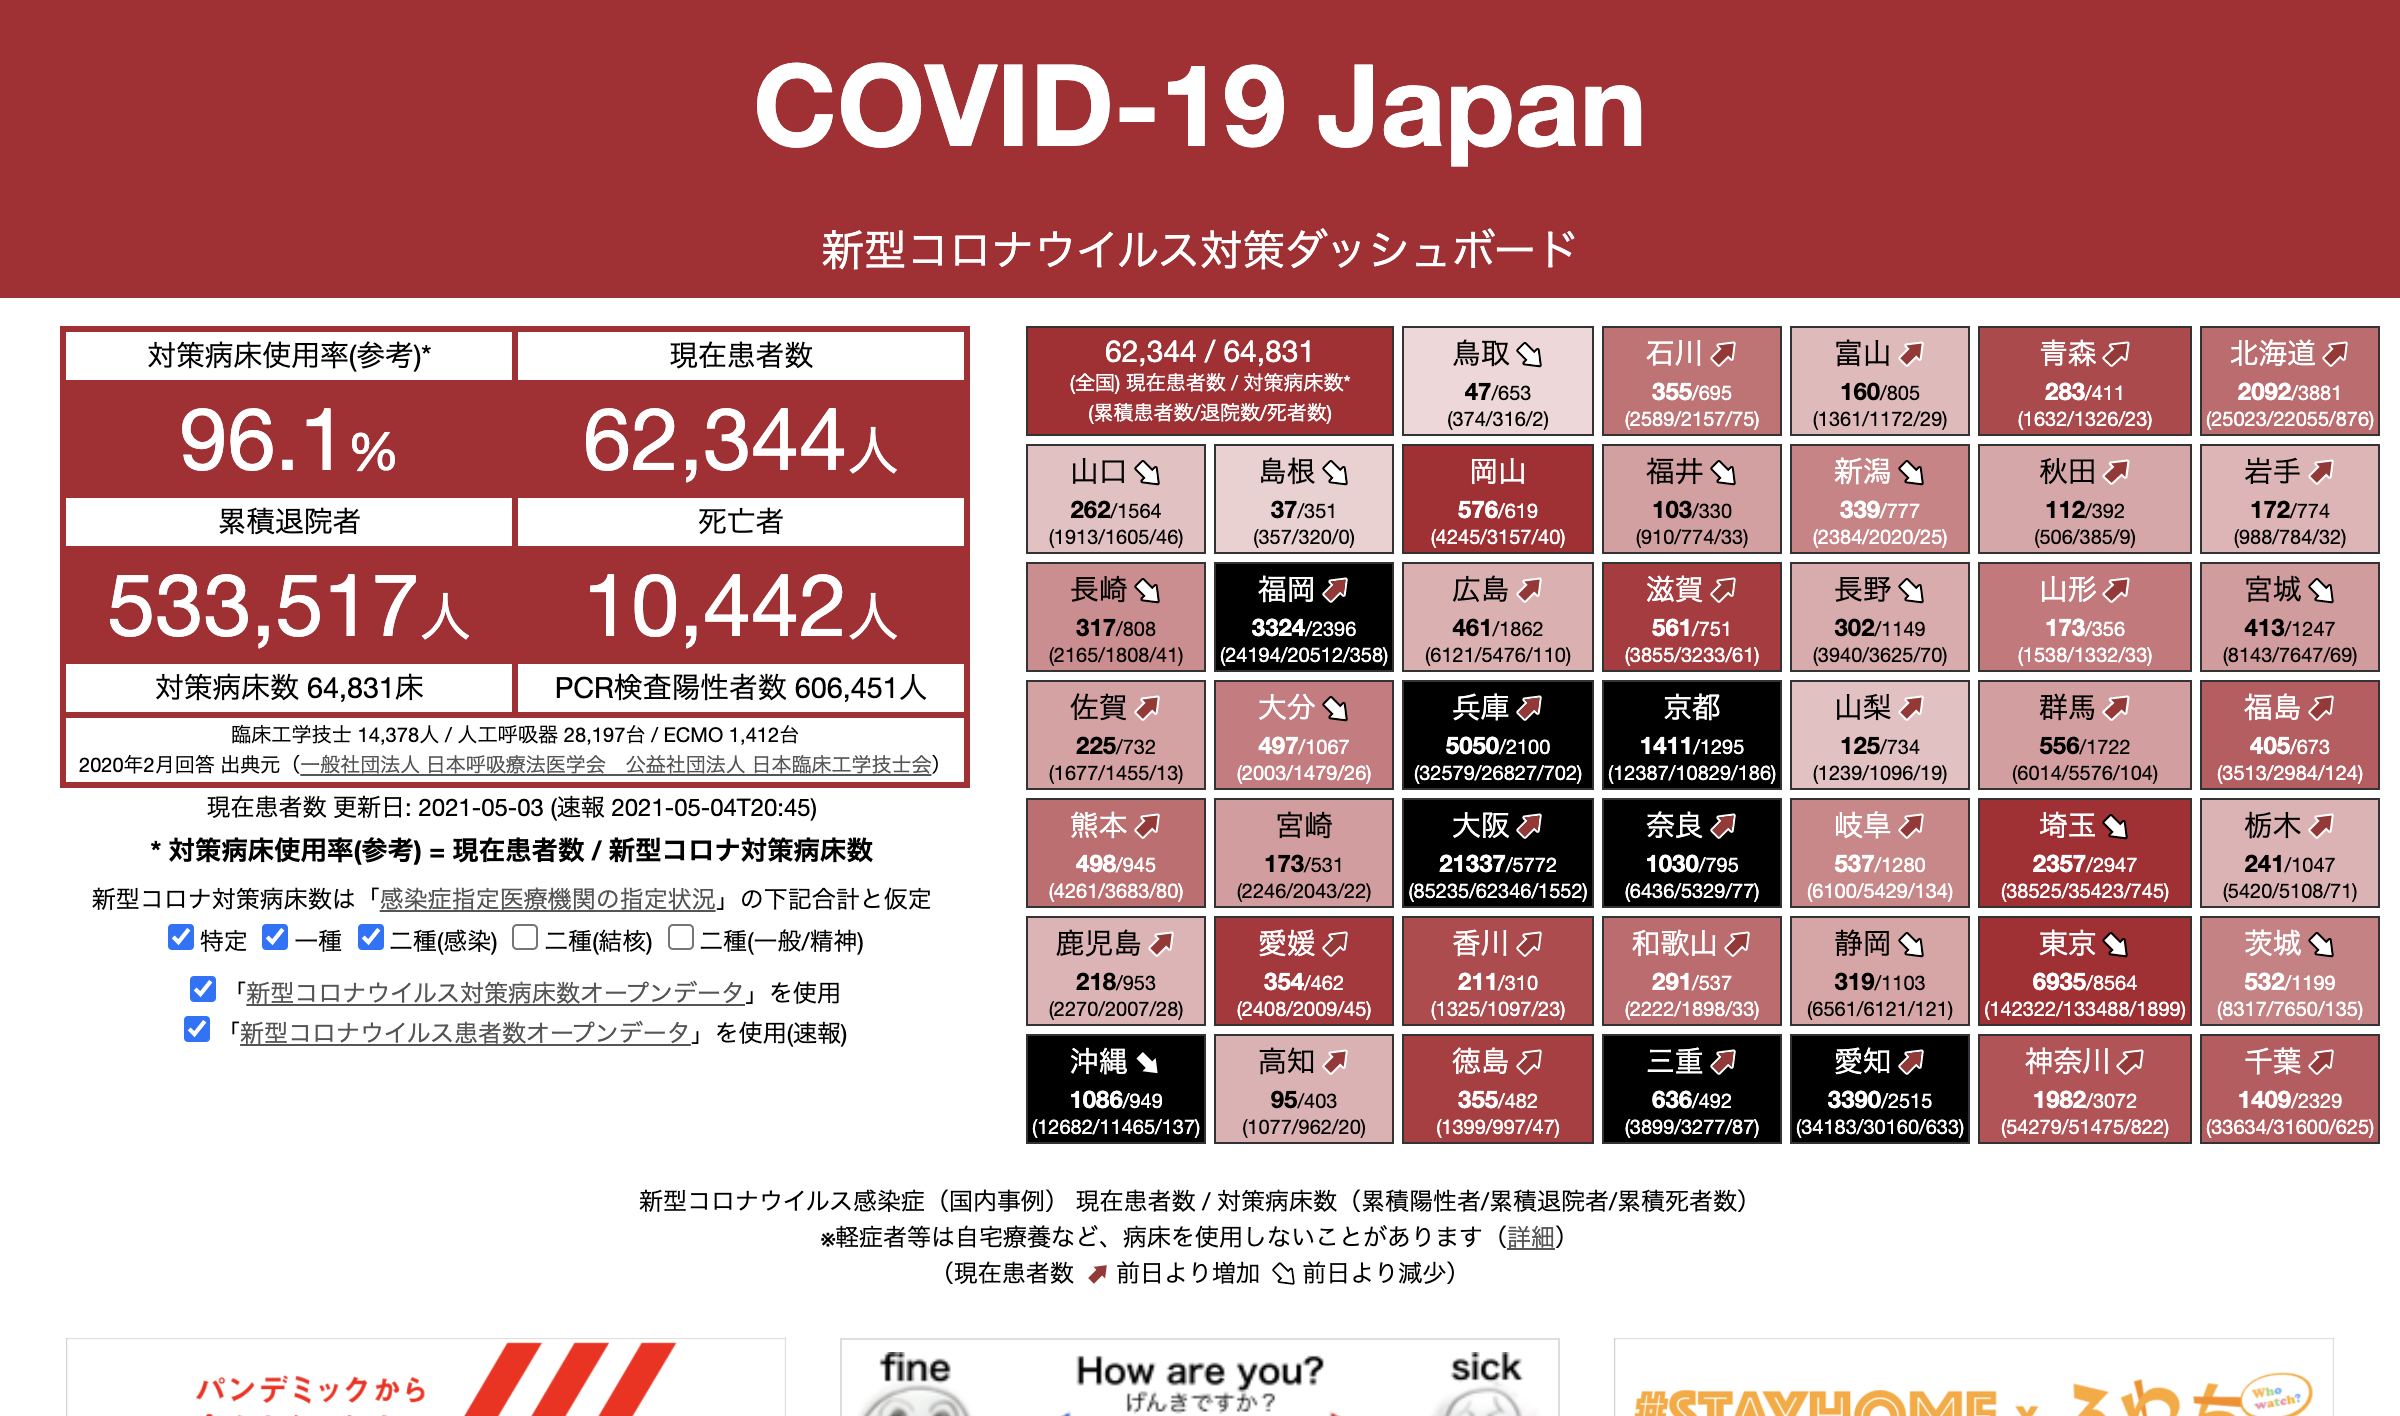 COVID-19 Japan
新型コロナウイルス対策ダッシュボード
対策病床使用率(参考)*
現在患者数
96.1%
62,344人
累積退院者
死亡者
533,517人
10,442人
対策病床数 64,831床
PCR検査陽性者数 606,451人
臨床工学技士 14,378人 / 人工呼吸器 28,197台 / ECMO 1,412台
2020年2月回答 出典元（一般社団法人 日本呼吸療法医学会　公益社団法人 日本臨床工学技士会）
現在患者数 更新日: 2021-05-03 (速報 2021-05-04T20:45)
* 対策病床使用率(参考) = 現在患者数 / 新型コロナ対策病床数
新型コロナ対策病床数は「感染症指定医療機関の指定状況」の下記合計と仮定
特定 一種 二種(感染) 二種(結核) 二種(一般/精神)
「新型コロナウイルス対策病床数オープンデータ」を使用
「新型コロナウイルス患者数オープンデータ」を使用(速報)
62,344 / 64,831
(全国) 現在患者数 / 対策病床数*
(累積患者数/退院数/死者数)
鳥取
47/653
(374/316/2)
石川
355/695
(2589/2157/75)
富山
160/805
(1361/1172/29)
青森
283/411
(1632/1326/23)
北海道
2092/3881
(25023/22055/876)
山口
262/1564
(1913/1605/46)
島根
37/351
(357/320/0)
岡山
576/619
(4245/3157/40)
福井
103/330
(910/774/33)
新潟
339/777
(2384/2020/25)
秋田
112/392
(506/385/9)
岩手
172/774
(988/784/32)
長崎
317/808
(2165/1808/41)
福岡
3324/2396
(24194/20512/358)
広島
461/1862
(6121/5476/110)
滋賀
561/751
(3855/3233/61)
長野
302/1149
(3940/3625/70)
山形
173/356
(1538/1332/33)
宮城
413/1247
(8143/7647/69)
佐賀
225/732
(1677/1455/13)
大分
497/1067
(2003/1479/26)
兵庫
5050/2100
(32579/26827/702)
京都
1411/1295
(12387/10829/186)
山梨
125/734
(1239/1096/19)
群馬
556/1722
(6014/5576/104)
福島
405/673
(3513/2984/124)
熊本
498/945
(4261/3683/80)
宮崎
173/531
(2246/2043/22)
大阪
21337/5772
(85235/62346/1552)
奈良
1030/795
(6436/5329/77)
岐阜
537/1280
(6100/5429/134)
埼玉
2357/2947
(38525/35423/745)
栃木
241/1047
(5420/5108/71)
鹿児島
218/953
(2270/2007/28)
愛媛
354/462
(2408/2009/45)
香川
211/310
(1325/1097/23)
和歌山
291/537
(2222/1898/33)
静岡
319/1103
(6561/6121/121)
東京
6935/8564
(142322/133488/1899)
茨城
532/1199
(8317/7650/135)
沖縄
1086/949
(12682/11465/137)
高知
95/403
(1077/962/20)
徳島
355/482
(1399/997/47)
三重
636/492
(3899/3277/87)
愛知
3390/2515
(34183/30160/633)
神奈川
1982/3072
(54279/51475/822)
千葉
1409/2329
(33634/31600/625)
新型コロナウイルス感染症（国内事例） 現在患者数 / 対策病床数（累積陽性者/累積退院者/累積死者数）
※軽症者等は自宅療養など、病床を使用しないことがあります（詳細）
（現在患者数 前日より増加 前日より減少）
パンデミックから
fine
How are you?
げんきですか？
sick
#STAYHOME x ふわっち
Who watch?